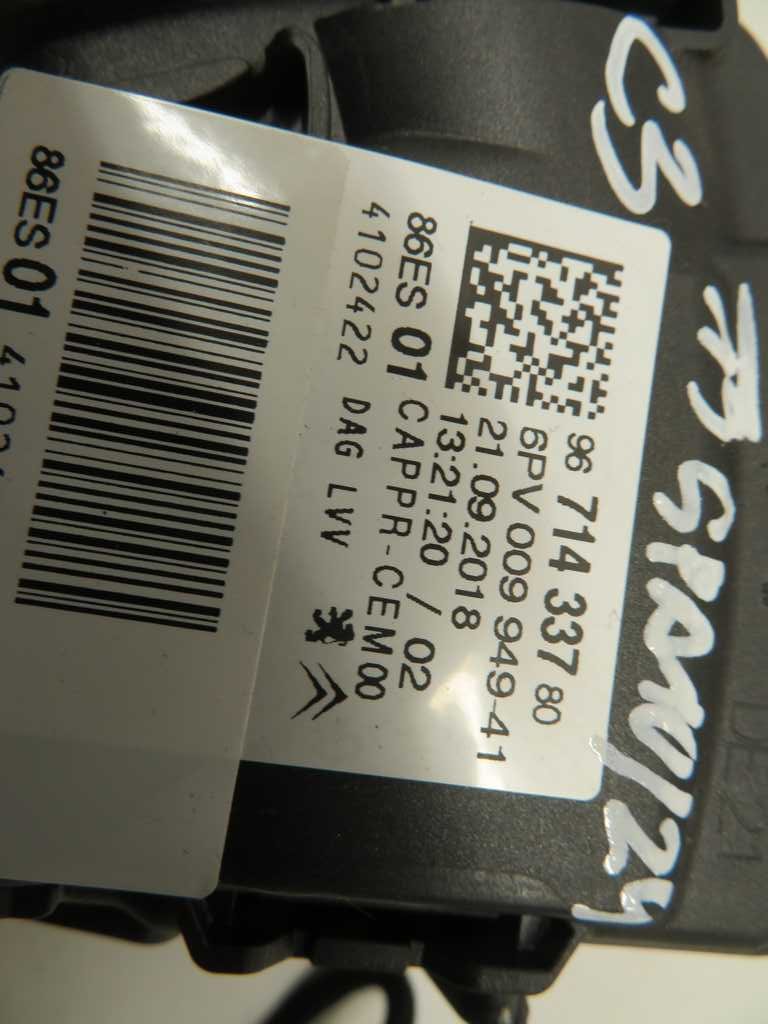 C3
96 714 337 80
6PV 009 949-41
21.09.2018
13:21:20 / 02
86ES 01 CAPPR-CEM00
4102422 DAG LVV
86ES 01
DE21